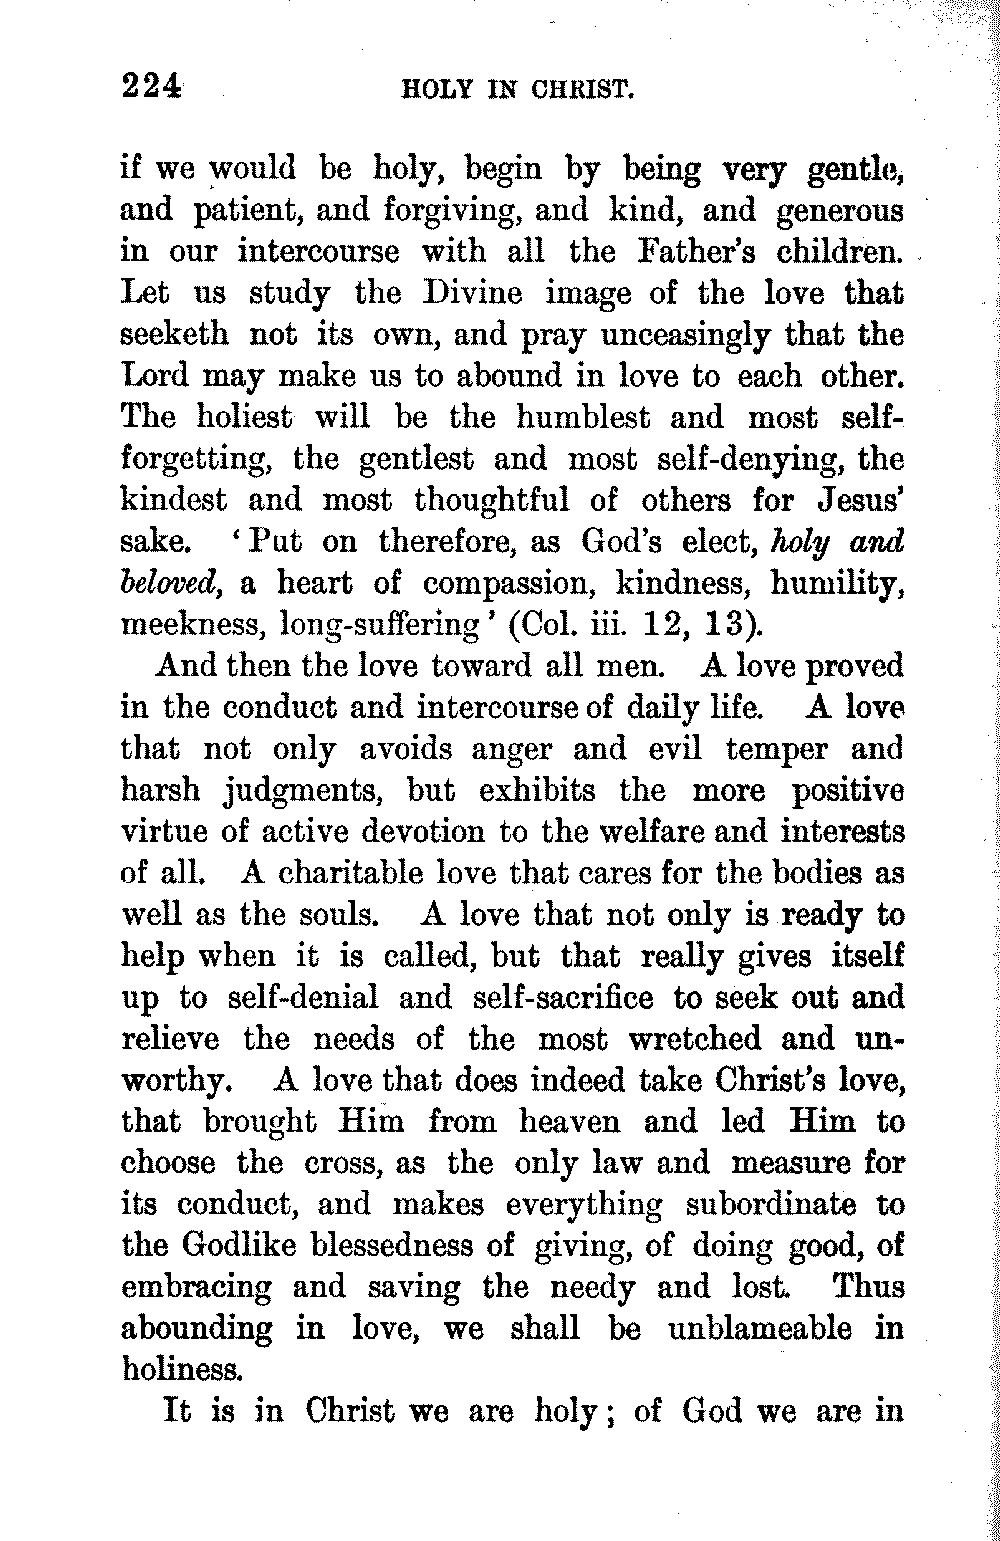 224 HOLY IN CHRIST.
if we would be holy, begin by being very gentle,
and patient, and forgiving, and kind, and generous
in our intercourse with all the Father's children.
Let us study the Divine image of the love that
seeketh not its own, and pray unceasingly that the
Lord may make us to abound in love to each other.
The holiest will be the humblest and most self-
forgetting, the gentlest and most self-denying, the
kindest and most thoughtful of others for Jesus'
sake. 'Put on therefore, as God's elect, holy and
beloved, a heart of compassion, kindness, humility,
meekness, long-suffering' (Col. iii. 12, 13).
And then the love toward all men. A love proved
in the conduct and intercourse of daily life. A love
that not only avoids anger and evil temper and
harsh judgments, but exhibits the more positive
virtue of active devotion to the welfare and interests
of all. A charitable love that cares for the bodies as
well as the souls. A love that not only is ready to
help when it is called, but that really gives itself
up to self-denial and self-sacrifice to seek out and
relieve the needs of the most wretched and un-
worthy. A love that does indeed take Christ's love,
that brought Him from heaven and led Him to
choose the cross, as the only law and measure for
its conduct, and makes everything subordinate to
the Godlike blessedness of giving, of doing good, of
embracing and saving the needy and lost. Thus
abounding in love, we shall be unblameable in
holiness.
It is in Christ we are holy; of God we are in